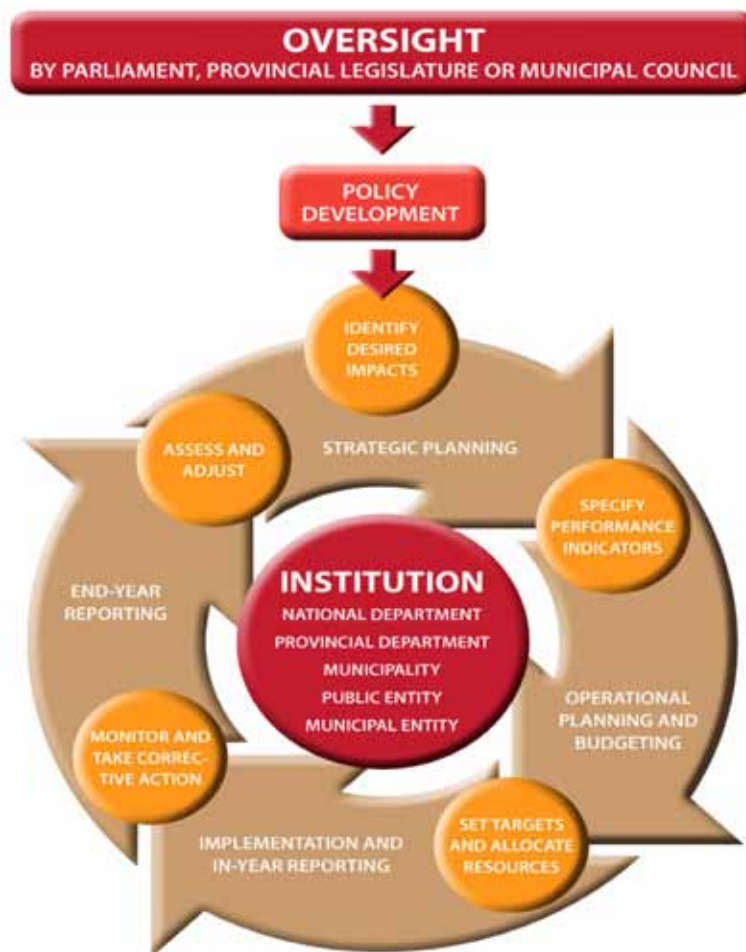 OVERSIGHT
BY PARLIAMENT, PROVINCIAL LEGISLATURE OR MUNICIPAL COUNCIL
POLICY
DEVELOPMENT
IDENTIFY
DESIRED
IMPACTS
STRATEGIC PLANNING
ASSESS AND
ADJUST
SPECIFY
PERFORMANCE
INDICATORS
INSTITUTION
NATIONAL DEPARTMENT
PROVINCIAL DEPARTMENT
MUNICIPALITY
PUBLIC ENTITY
MUNICIPAL ENTITY
END-YEAR
REPORTING
OPERATIONAL
PLANNING AND
BUDGETING
MONITOR AND
TAKE CORREC-
TIVE ACTION
SET TARGETS
AND ALLOCATE
RESOURCES
IMPLEMENTATION AND
IN-YEAR REPORTING